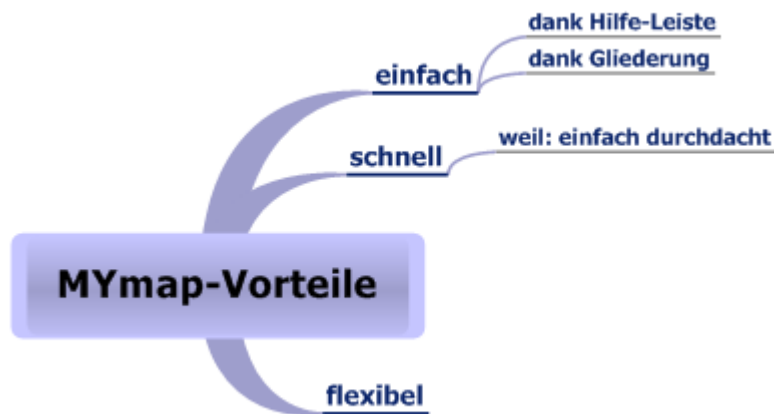 dank Hilfe-Leiste
dank Gliederung
einfach
weil: einfach durchdacht
schnell
MYmap-Vorteile
flexibel